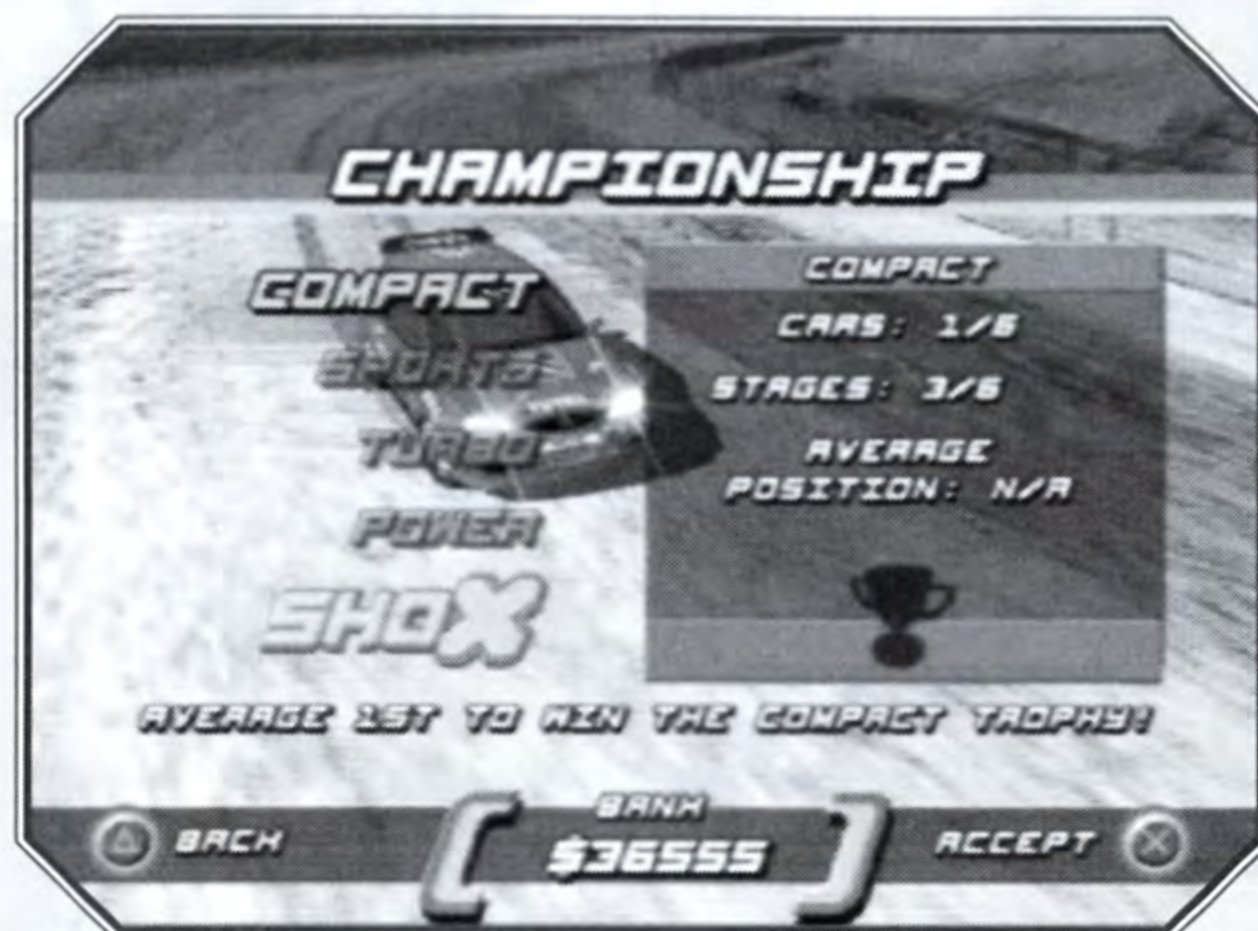 CHAMPIONSHIP
COMPACT
SPORTS
TURBO
POWER
SHOX
COMPACT
CARS: 1/6
STAGES: 3/6
AVERAGE
POSITION: N/A
AVERAGE 1ST TO WIN THE COMPACT TROPHY!
BACK
BANK
$36555
ACCEPT